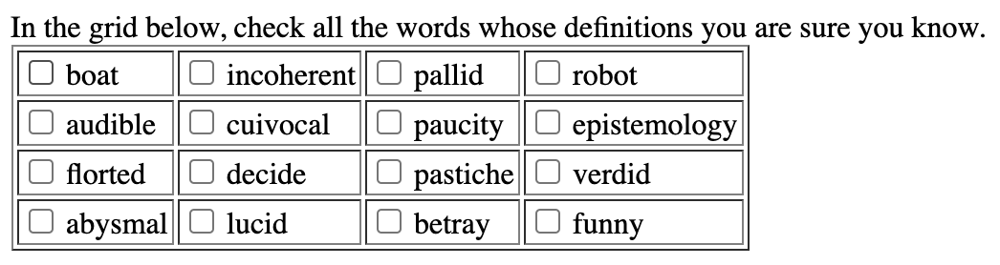 In the grid below, check all the words whose definitions you are sure you know.
boat incoherent pallid robot
audible cuivocal paucity epistemology
florted decide pastiche verdid
abysmal lucid betray funny